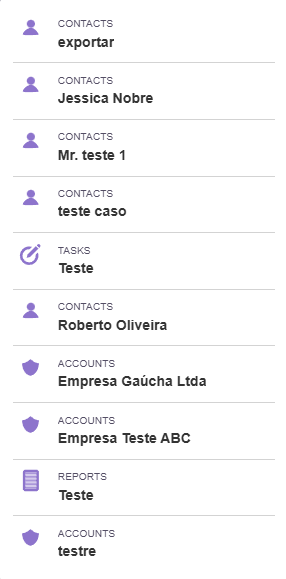 CONTACTS
exportar
CONTACTS
Jessica Nobre
CONTACTS
Mr. teste 1
CONTACTS
teste caso
TASKS
Teste
CONTACTS
Roberto Oliveira
ACCOUNTS
Empresa Gaúcha Ltda
ACCOUNTS
Empresa Teste ABC
REPORTS
Teste
ACCOUNTS
testre